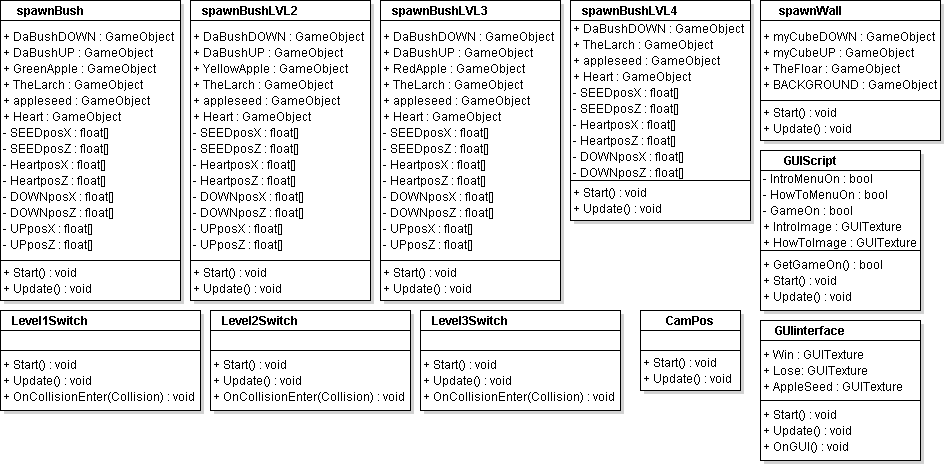 spawnBush
+ DaBushDOWN : GameObject
+ DaBushUP : GameObject
+ GreenApple : GameObject
+ TheLarch : GameObject
+ appleseed : GameObject
+ Heart : GameObject
- SEEDposX : float[]
- SEEDposZ : float[]
- HeartposX : float[]
- HeartposZ : float[]
- DOWNposX : float[]
- DOWNposZ : float[]
- UPposX : float[]
- UPposZ : float[]
+ Start() : void
+ Update() : void
spawnBushLVL2
+ DaBushDOWN : GameObject
+ DaBushUP : GameObject
+ YellowApple : GameObject
+ TheLarch : GameObject
+ appleseed : GameObject
+ Heart : GameObject
- SEEDposX : float[]
- SEEDposZ : float[]
- HeartposX : float[]
- HeartposZ : float[]
- DOWNposX : float[]
- DOWNposZ : float[]
- UPposX : float[]
- UPposZ : float[]
+ Start() : void
+ Update() : void
spawnBushLVL3
+ DaBushDOWN : GameObject
+ DaBushUP : GameObject
+ RedApple : GameObject
+ TheLarch : GameObject
+ appleseed : GameObject
+ Heart : GameObject
- SEEDposX : float[]
- SEEDposZ : float[]
- HeartposX : float[]
- HeartposZ : float[]
- DOWNposX : float[]
- DOWNposZ : float[]
- UPposX : float[]
- UPposZ : float[]
+ Start() : void
+ Update() : void
spawnBushLVL4
+ DaBushDOWN : GameObject
+ TheLarch : GameObject
+ appleseed : GameObject
+ Heart : GameObject
- SEEDposX : float[]
- SEEDposZ : float[]
- HeartposX : float[]
- HeartposZ : float[]
- DOWNposX : float[]
- DOWNposZ : float[]
+ Start() : void
+ Update() : void
spawnWall
+ myCubeDOWN : GameObject
+ myCubeUP : GameObject
+ TheFloar : GameObject
+ BACKGROUND : GameObject
+ Start() : void
+ Update() : void
GUIScript
- IntroMenuOn : bool
- HowToMenuOn : bool
- GameOn : bool
+ IntroImage : GUITexture
+ HowToImage : GUITexture
+ GetGameOn() : bool
+ Start() : void
+ Update() : void
Level1Switch
+ Start() : void
+ Update() : void
+ OnCollisionEnter(Collision) : void
Level2Switch
+ Start() : void
+ Update() : void
+ OnCollisionEnter(Collision) : void
Level3Switch
+ Start() : void
+ Update() : void
+ OnCollisionEnter(Collision) : void
CamPos
+ Start() : void
+ Update() : void
GUIinterface
+ Win : GUITexture
+ Lose: GUITexture
+ AppleSeed : GUITexture
+ Start() : void
+ Update() : void
+ OnGUI() : void